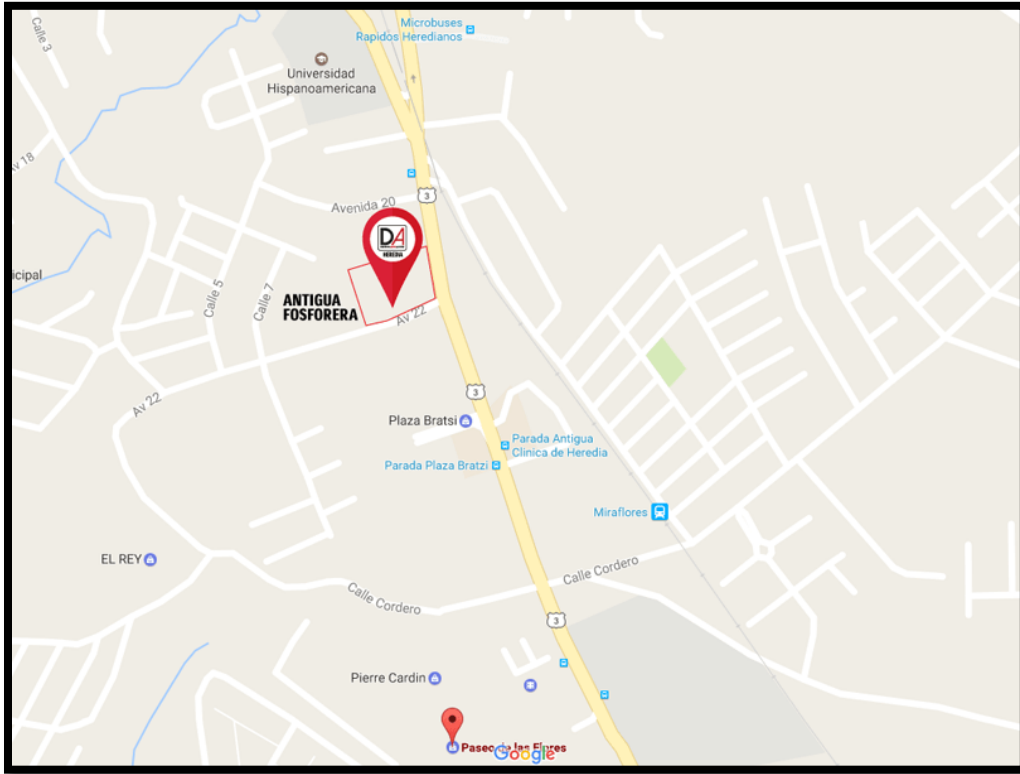 Calle 3
Microbuses
Rapidos Heredianos
Universidad
Hispanoamericana
Av 18
Avenida 20
3
DA
HEREDIA
icipal
Calle 5
Calle 7
ANTIGUA
FOSFORERA
Av 22
Av 22
3
Plaza Bratsi
Parada Antigua
Clinica de Heredia
Parada Plaza Bratzi
Miraflores
EL REY
Calle Cordero
Calle Cordero
3
Pierre Cardin
Paseo de las Flores
Google